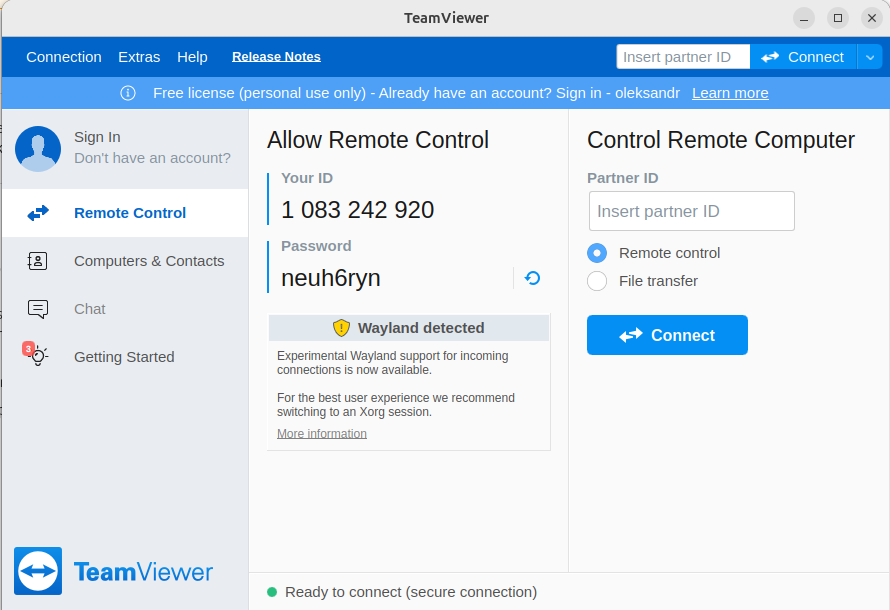 TeamViewer
Connection Extras Help Release Notes Insert partner ID Connect
Free license (personal use only) - Already have an account? Sign in - oleksandr Learn more
Sign In
Don't have an account?
Remote Control
Computers & Contacts
Chat
3
Getting Started
TeamViewer
Allow Remote Control
Your ID
1 083 242 920
Password
neuh6ryn
Wayland detected
Experimental Wayland support for incoming
connections is now available.
For the best user experience we recommend
switching to an Xorg session.
More information
Control Remote Computer
Partner ID
Insert partner ID
Remote control
File transfer
Connect
Ready to connect (secure connection)